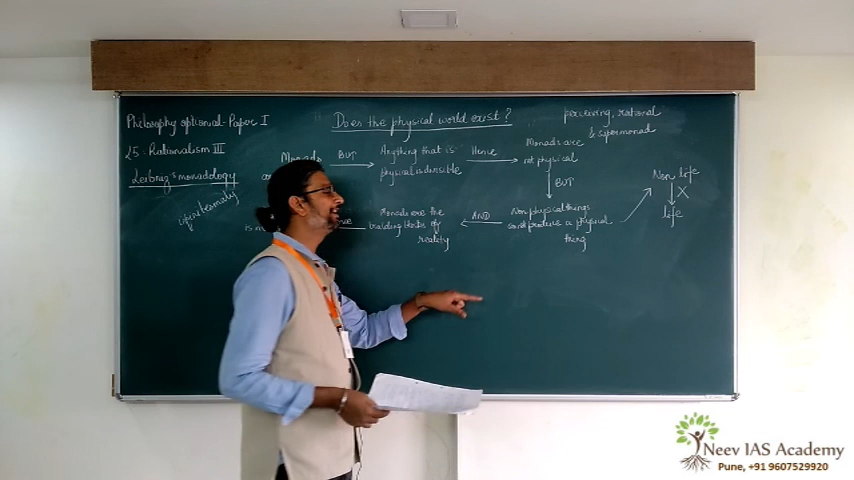 Philosophy optional - Paper I
L5 : Rationalism III
Leibniz's monadology
infinitesimals
Does the physical world exist ?
perceiving, rational
& supermonad
Monads
BUT
Anything that is
physical is divisible
Hence
Monads are
not physical
BUT
Non physical things
produce a physical
thing
Non life
X
life
AND
Monads are the
building blocks of
reality
is n
Neev IAS Academy
Pune, +91 9607529920